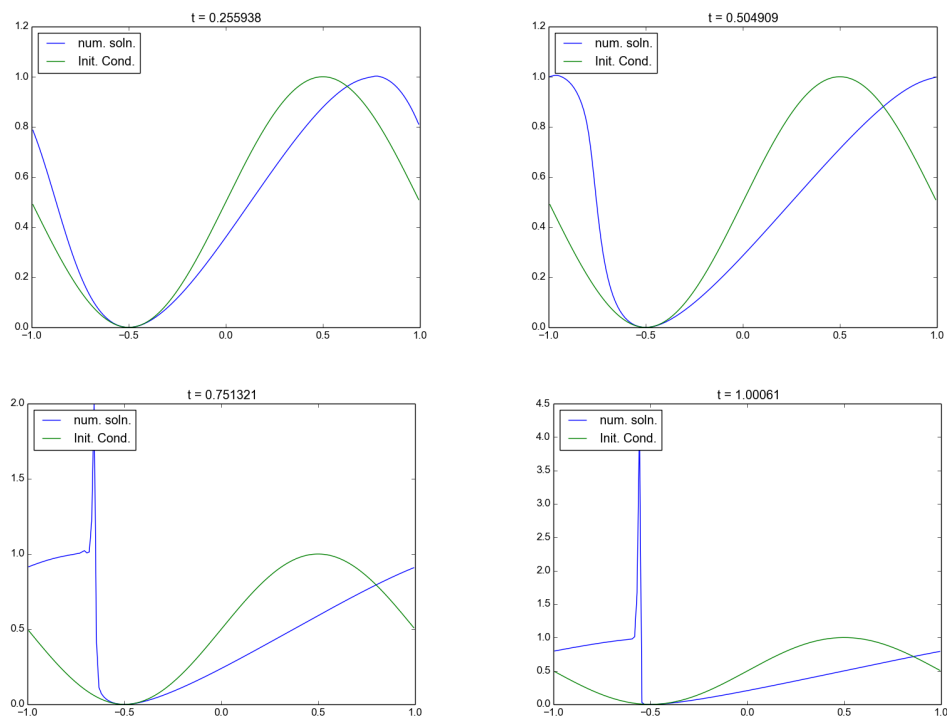 t = 0.255938
num. soln.
Init. Cond.
1.2
1.0
0.8
0.6
0.4
0.2
0.0
−1.0 −0.5 0.0 0.5 1.0
t = 0.504909
num. soln.
Init. Cond.
1.2
1.0
0.8
0.6
0.4
0.2
0.0
−1.0 −0.5 0.0 0.5 1.0
t = 0.751321
num. soln.
Init. Cond.
2.0
1.5
1.0
0.5
0.0
−1.0 −0.5 0.0 0.5 1.0
t = 1.00061
num. soln.
Init. Cond.
4.5
4.0
3.5
3.0
2.5
2.0
1.5
1.0
0.5
0.0
−1.0 −0.5 0.0 0.5 1.0